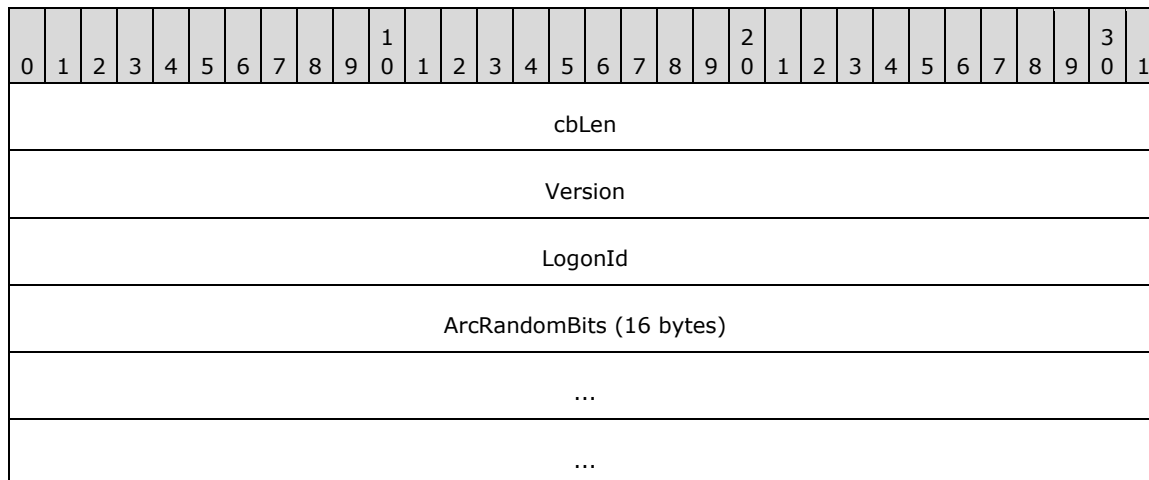 1 2 3
0 1 2 3 4 5 6 7 8 9 0 1 2 3 4 5 6 7 8 9 0 1 2 3 4 5 6 7 8 9 0 1
cbLen
Version
LogonId
ArcRandomBits (16 bytes)
...
...